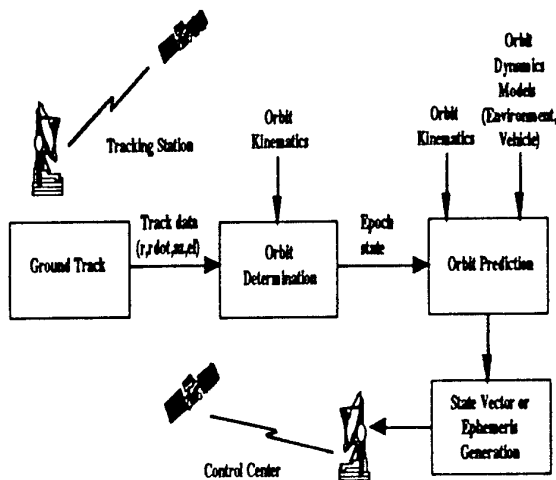 Orbit
Dynamics
Models
(Environment,
Vehicle)
Orbit
Kinematics
Orbit
Kinematics
Tracking Station
Track data
(r,rdot,az,el)
Epoch
state
Ground Track
Orbit
Determination
Orbit Prediction
State Vector or
Ephemeris
Generation
Control Center